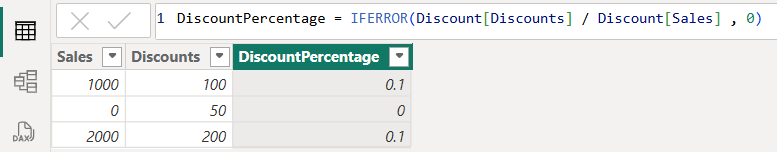 1 DiscountPercentage = IFERROR(Discount[Discounts] / Discount[Sales] , 0)
Sales Discounts DiscountPercentage
1000 100 0.1
0 50 0
2000 200 0.1
DAX